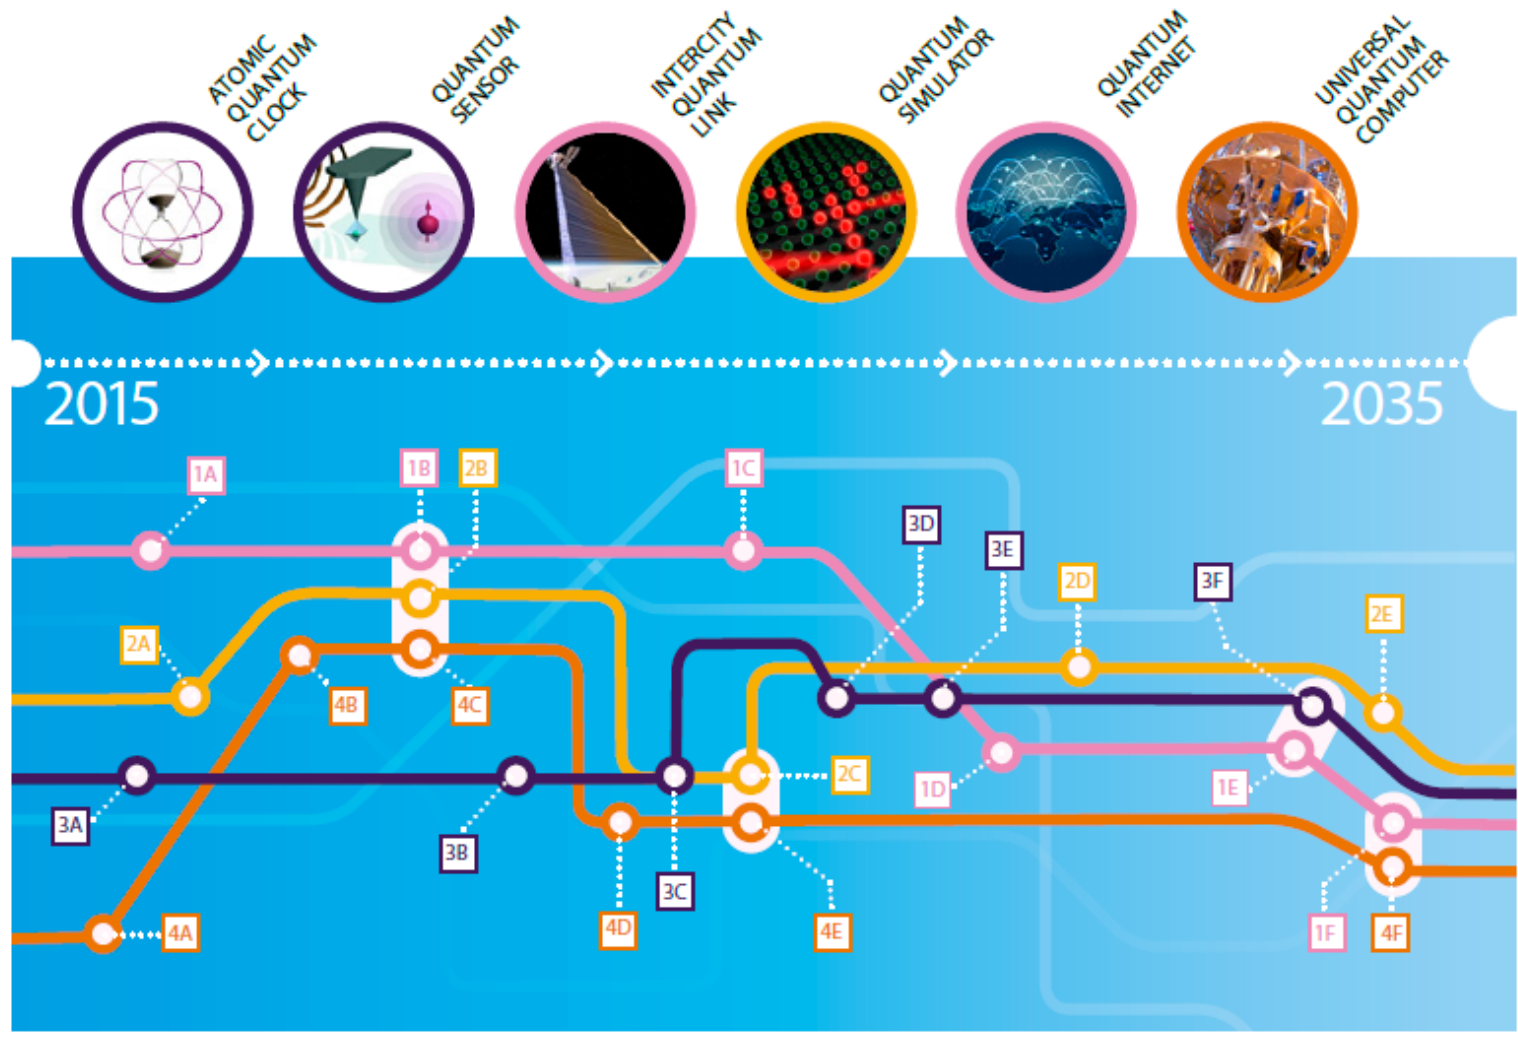 ATOMIC
QUANTUM
CLOCK
QUANTUM
SENSOR
INTERCITY
QUANTUM
LINK
QUANTUM
SIMULATOR
QUANTUM
INTERNET
UNIVERSAL
QUANTUM
COMPUTER
2015
2035
1A
1B
2B
1C
3D
3E
2D
3F
2E
2A
4B
4C
3A
3B
3C
2C
1D
1E
4A
4D
4E
1F
4F